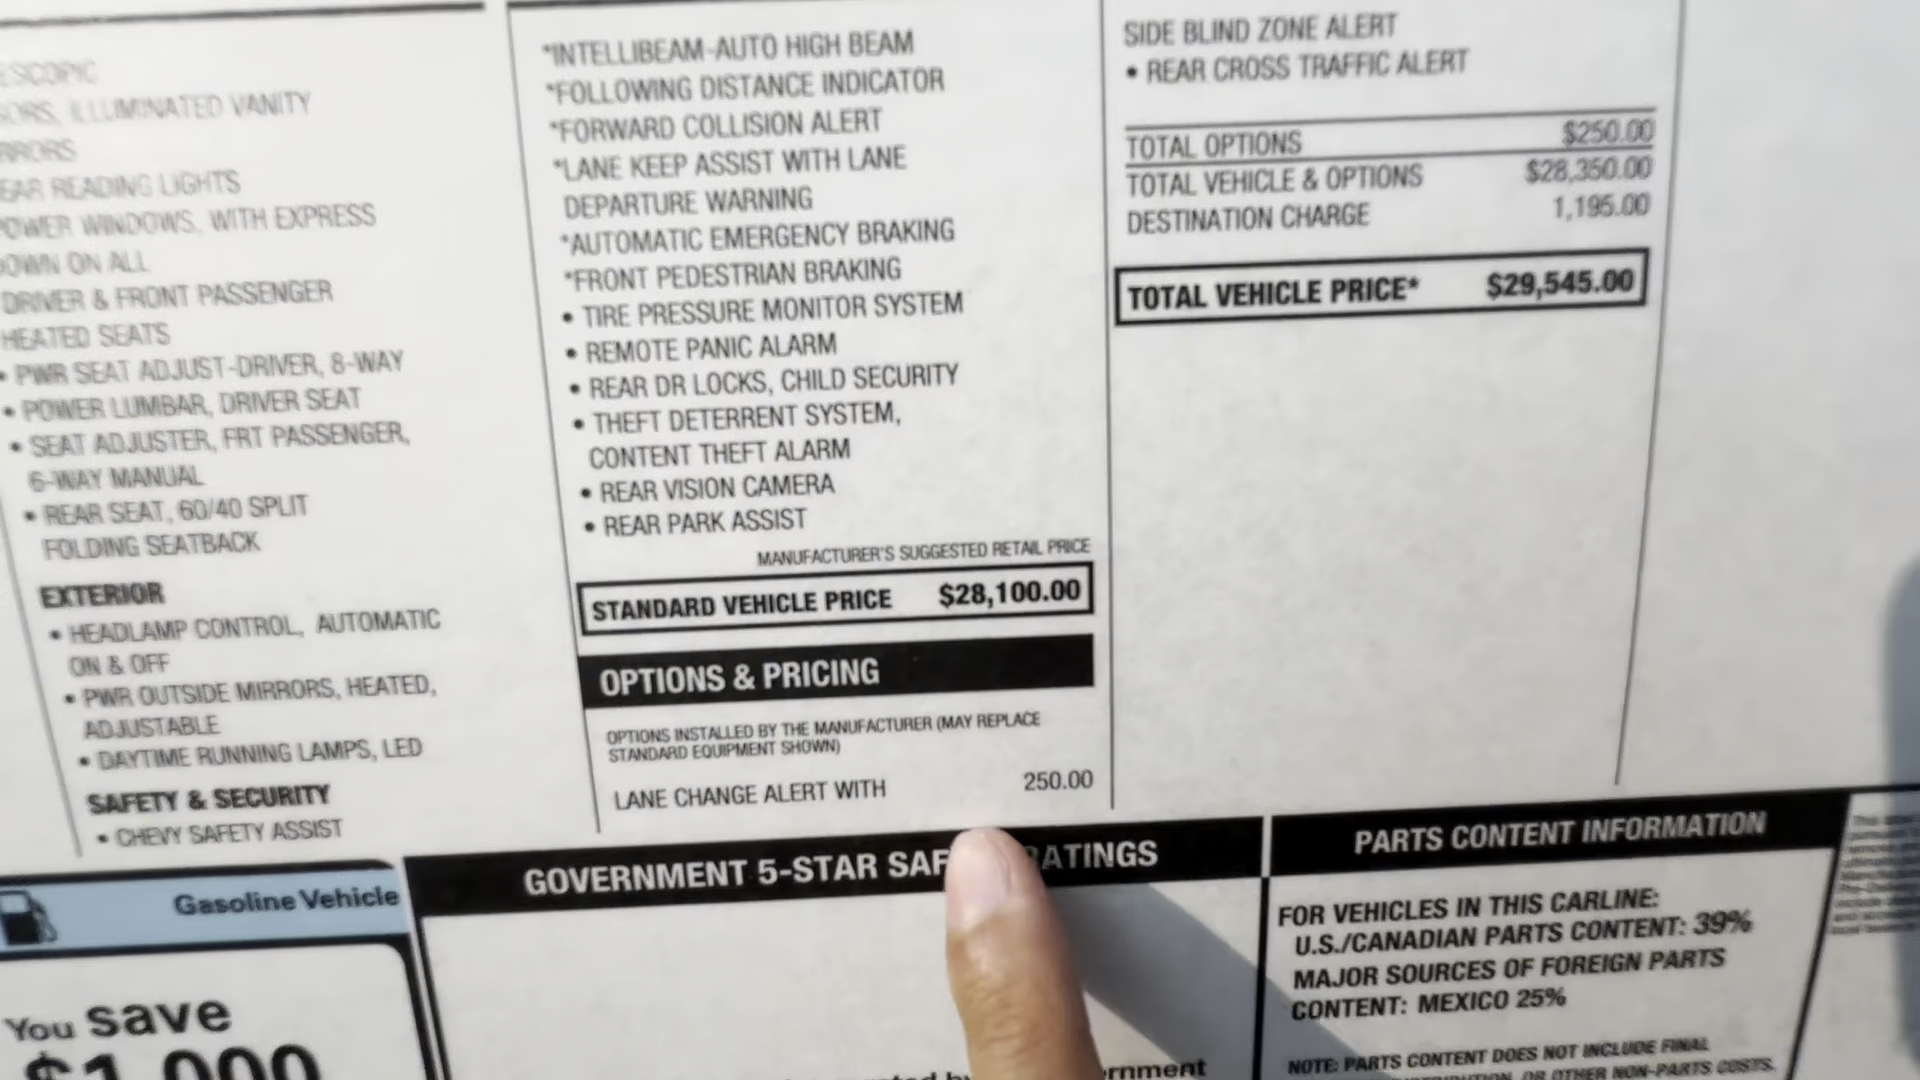 ILLUMINATED VANITY
READING LIGHTS
POWER WINDOWS, WITH EXPRESS
DOWN ON ALL
DRIVER & FRONT PASSENGER
HEATED SEATS
• PWR SEAT ADJUST-DRIVER, 8-WAY
• POWER LUMBAR, DRIVER SEAT
• SEAT ADJUSTER, FRT PASSENGER,
6-WAY MANUAL
• REAR SEAT, 60/40 SPLIT
FOLDING SEATBACK
EXTERIOR
• HEADLAMP CONTROL, AUTOMATIC
ON & OFF
• PWR OUTSIDE MIRRORS, HEATED,
ADJUSTABLE
• DAYTIME RUNNING LAMPS, LED
SAFETY & SECURITY
• CHEVY SAFETY ASSIST
*INTELLIBEAM-AUTO HIGH BEAM
*FOLLOWING DISTANCE INDICATOR
*FORWARD COLLISION ALERT
*LANE KEEP ASSIST WITH LANE
DEPARTURE WARNING
*AUTOMATIC EMERGENCY BRAKING
*FRONT PEDESTRIAN BRAKING
• TIRE PRESSURE MONITOR SYSTEM
• REMOTE PANIC ALARM
• REAR DR LOCKS, CHILD SECURITY
• THEFT DETERRENT SYSTEM,
CONTENT THEFT ALARM
• REAR VISION CAMERA
• REAR PARK ASSIST
MANUFACTURER'S SUGGESTED RETAIL PRICE
STANDARD VEHICLE PRICE $28,100.00
OPTIONS & PRICING
OPTIONS INSTALLED BY THE MANUFACTURER (MAY REPLACE
STANDARD EQUIPMENT SHOWN)
LANE CHANGE ALERT WITH 250.00
SIDE BLIND ZONE ALERT
• REAR CROSS TRAFFIC ALERT
TOTAL OPTIONS $250.00
TOTAL VEHICLE & OPTIONS $28,350.00
DESTINATION CHARGE 1,195.00
TOTAL VEHICLE PRICE* $29,545.00
Gasoline Vehicle
You save
$1,000
GOVERNMENT 5-STAR SAF ATINGS
PARTS CONTENT INFORMATION
FOR VEHICLES IN THIS CARLINE:
U.S./CANADIAN PARTS CONTENT: 39%
MAJOR SOURCES OF FOREIGN PARTS
CONTENT: MEXICO 25%
NOTE: PARTS CONTENT DOES NOT INCLUDE FINAL
OR OTHER NON-PARTS COSTS.